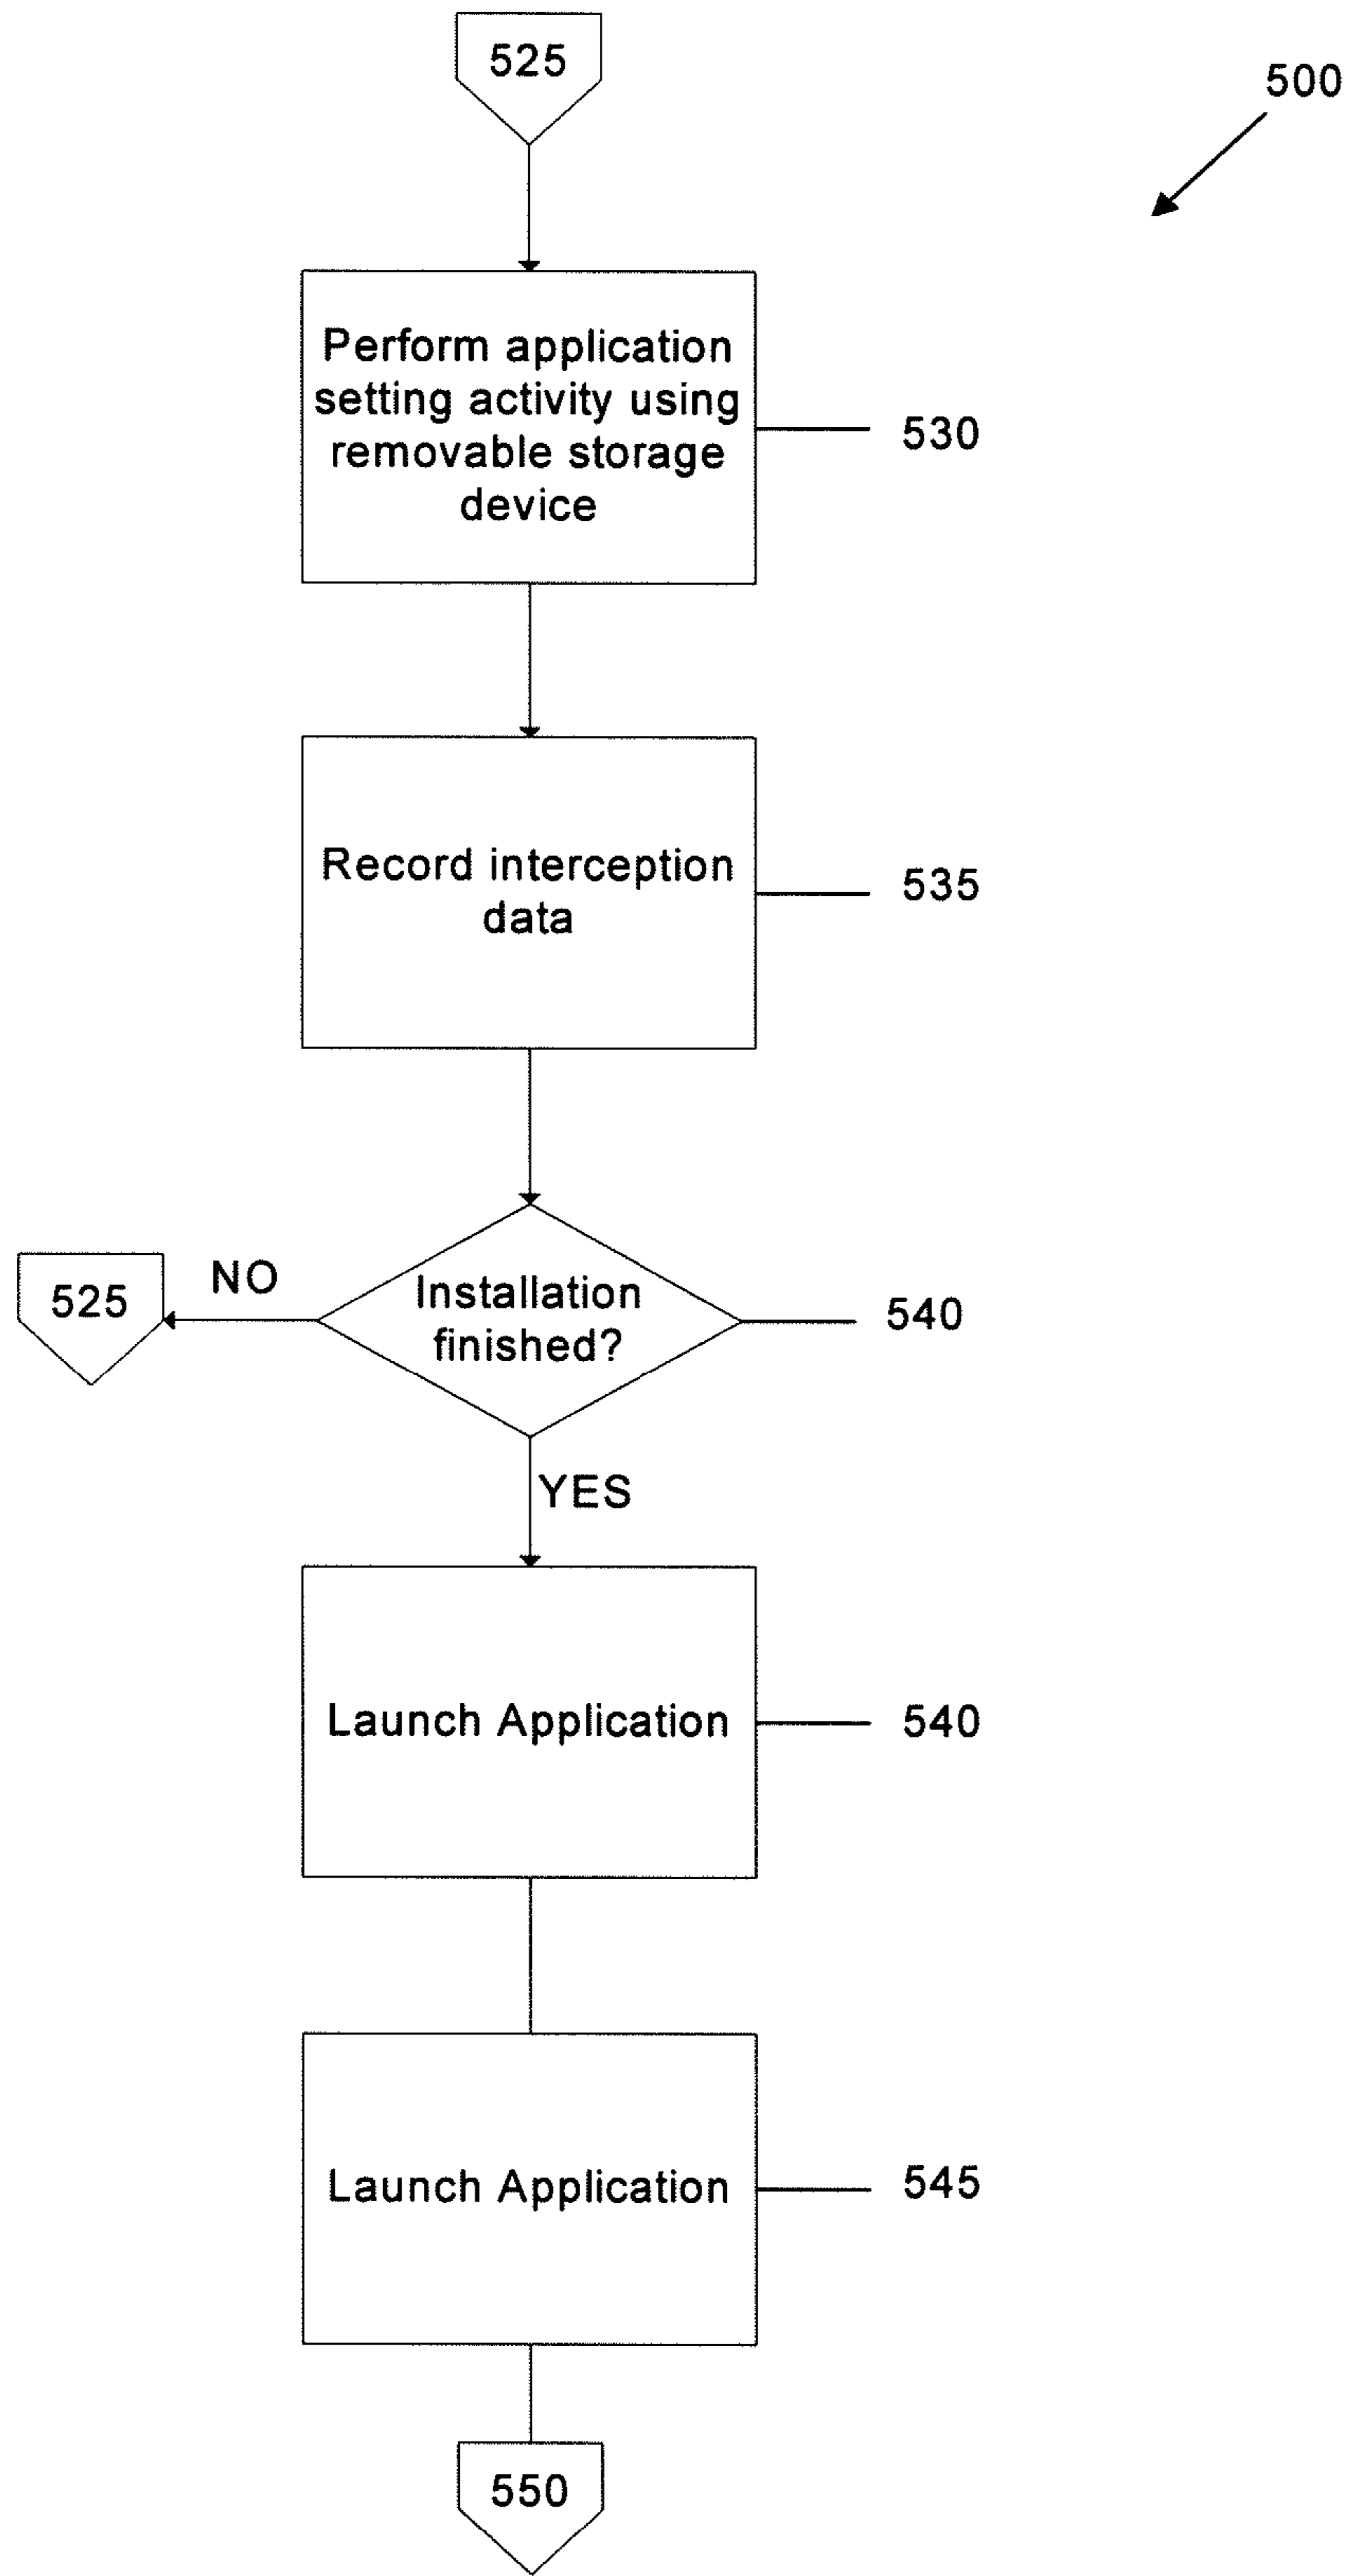 525
500
Perform application
setting activity using
removable storage
device
530
Record interception
data
535
525
NO
Installation
finished?
540
YES
Launch Application
540
Launch Application
545
550